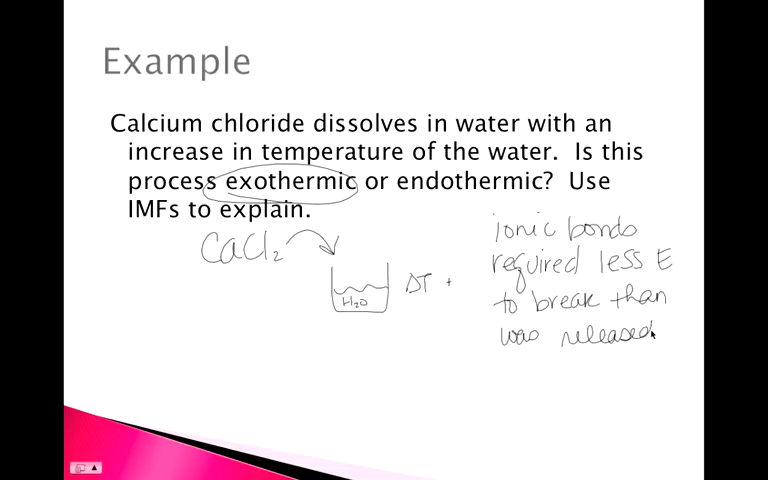 Example
Calcium chloride dissolves in water with an
increase in temperature of the water. Is this
process exothermic or endothermic? Use
IMFs to explain.
CaCl₂
H₂O
ΔT +
ionic bonds
required less E
to break than
was released